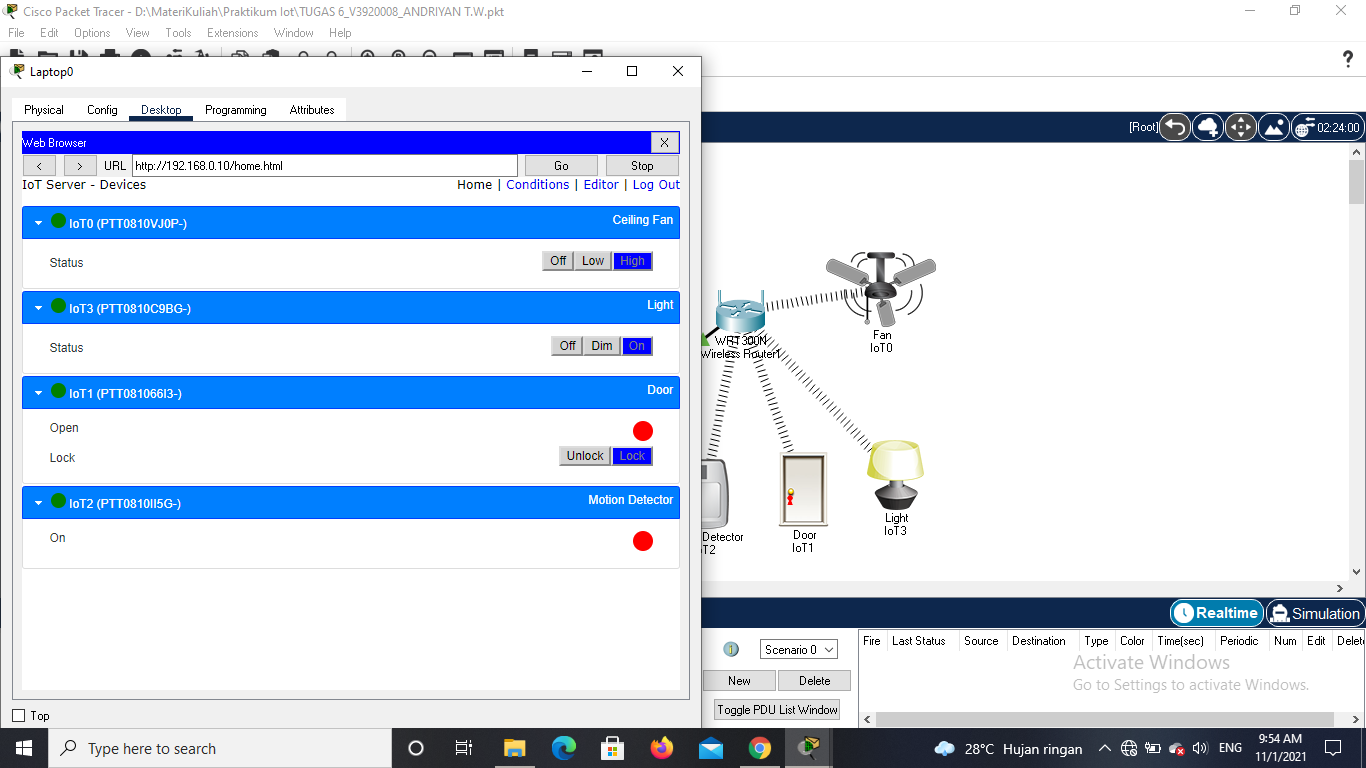 Cisco Packet Tracer - D:\MateriKuliah\Praktikum Iot\TUGAS 6_V3920008_ANDRIYAN T.W.pkt
File Edit Options View Tools Extensions Window Help
?
Laptop0
Physical Config Desktop Programming Attributes
Web Browser X
< > URL http://192.168.0.10/home.html Go Stop
IoT Server - Devices Home | Conditions | Editor | Log Out
IoT0 (PTT0810VJ0P-) Ceiling Fan
Status Off Low High
IoT3 (PTT0810C9BG-) Light
Status Off Dim On
IoT1 (PTT081066I3-) Door
Open
Lock Unlock Lock
IoT2 (PTT0810II5G-) Motion Detector
On
Top
[Root] 02:24:00
Fan
IoT0
WRT300N
Wireless Router1
Light
IoT3
Door
IoT1
Detector
T2
Realtime Simulation
Scenario 0
New Delete
Toggle PDU List Window
Fire Last Status Source Destination Type Color Time(sec) Periodic Num Edit Delet
Activate Windows
Go to Settings to activate Windows.
Type here to search
28°C Hujan ringan ENG 9:54 AM
11/1/2021